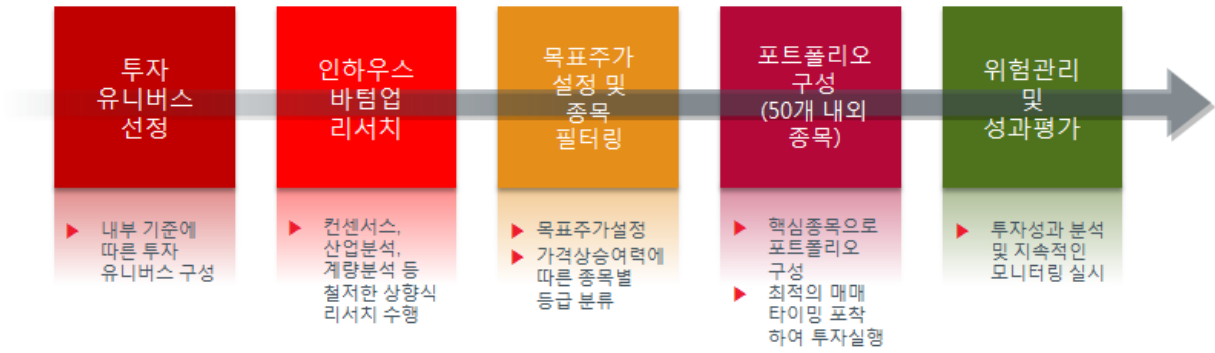 투자
유니버스
선정
인하우스
바텀업
리서치
목표주가
설정 및
종목
필터링
포트폴리오
구성
(50개 내외
종목)
위험관리
및
성과평가
▶ 내부 기준에
따른 투자
유니버스 구성
▶ 컨센서스,
산업분석,
계량분석 등
철저한 상향식
리서치 수행
▶ 목표주가설정
▶ 가격상승여력에
따른 종목별
등급 분류
▶ 핵심종목으로
포트폴리오
구성
▶ 최적의 매매
타이밍 포착
하여 투자실행
▶ 투자성과 분석
및 지속적인
모니터링 실시